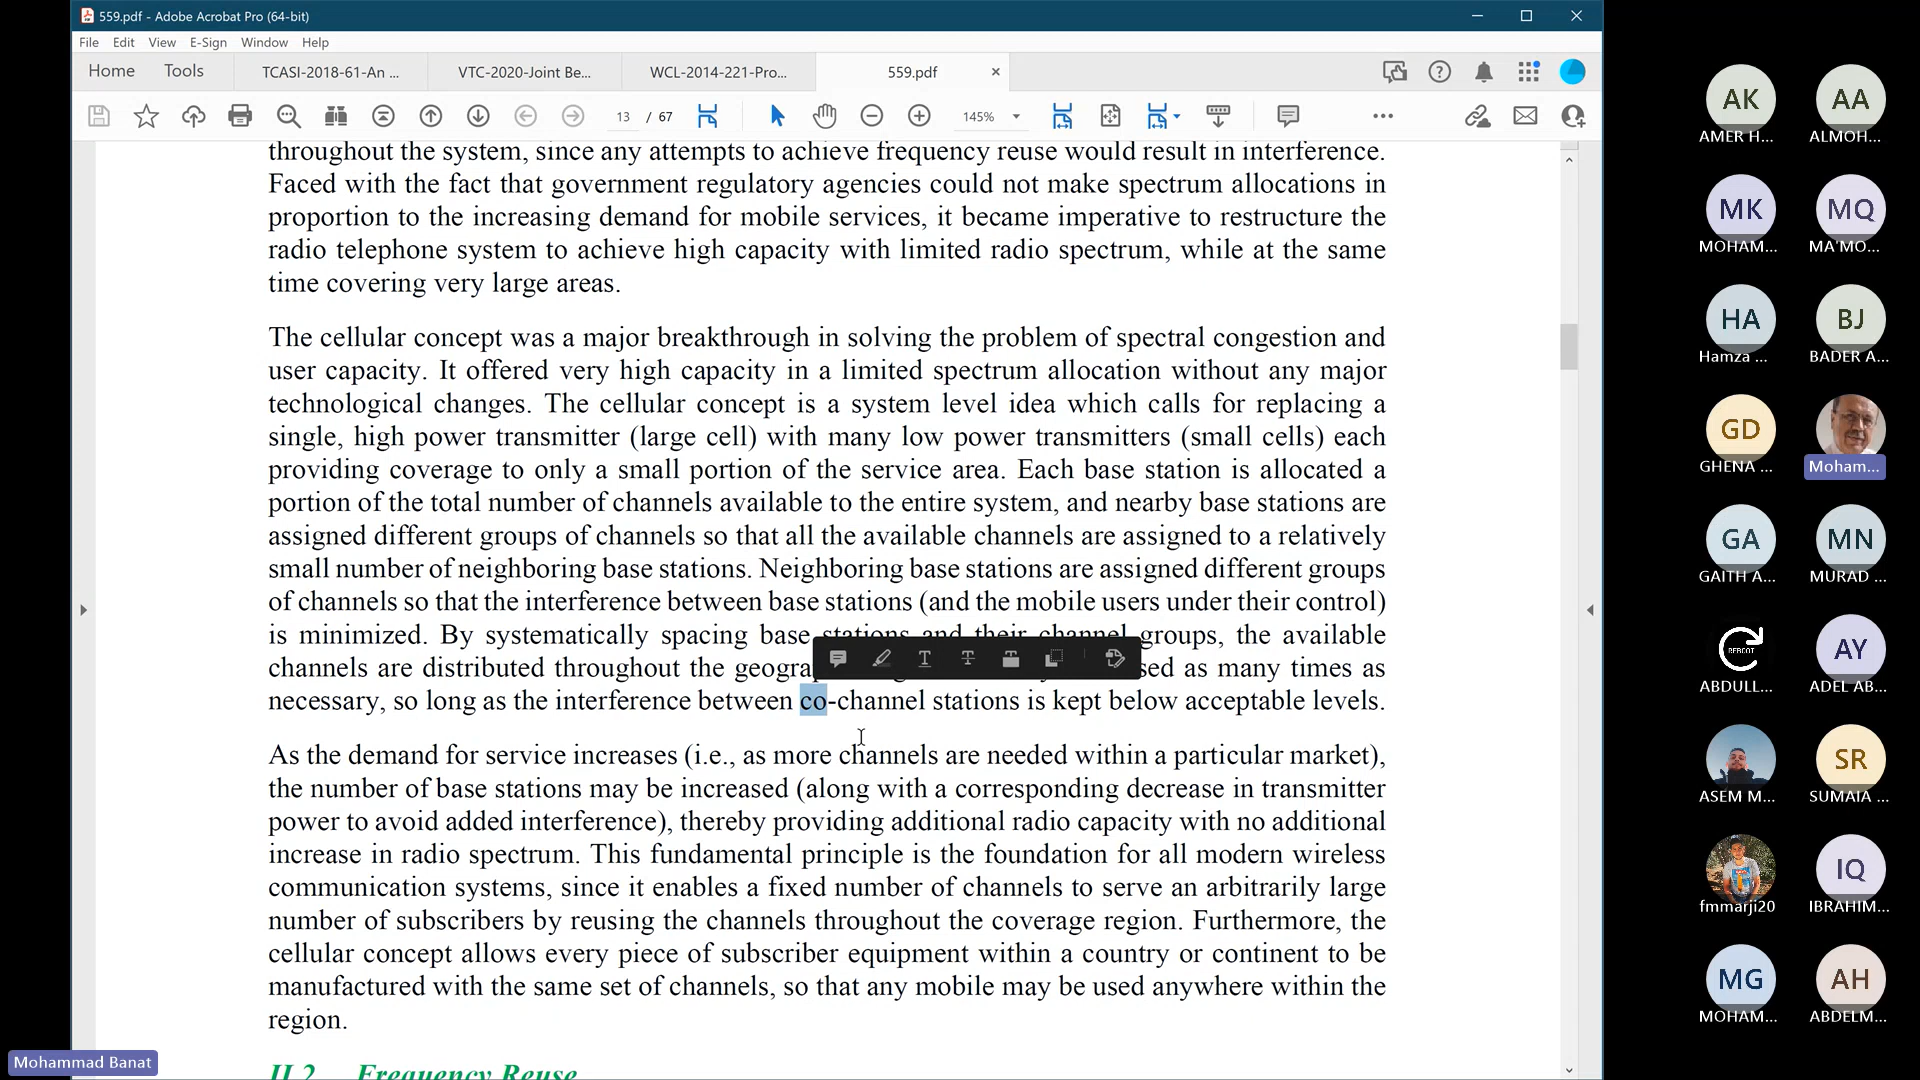 559.pdf - Adobe Acrobat Pro (64-bit)
File Edit View E-Sign Window Help
Home Tools TCASI-2018-61-An ... VTC-2020-Joint Be... WCL-2014-221-Pro... 559.pdf
13 / 67 145%
throughout the system, since any attempts to achieve frequency reuse would result in interference.
Faced with the fact that government regulatory agencies could not make spectrum allocations in
proportion to the increasing demand for mobile services, it became imperative to restructure the
radio telephone system to achieve high capacity with limited radio spectrum, while at the same
time covering very large areas.
The cellular concept was a major breakthrough in solving the problem of spectral congestion and
user capacity. It offered very high capacity in a limited spectrum allocation without any major
technological changes. The cellular concept is a system level idea which calls for replacing a
single, high power transmitter (large cell) with many low power transmitters (small cells) each
providing coverage to only a small portion of the service area. Each base station is allocated a
portion of the total number of channels available to the entire system, and nearby base stations are
assigned different groups of channels so that all the available channels are assigned to a relatively
small number of neighboring base stations. Neighboring base stations are assigned different groups
of channels so that the interference between base stations (and the mobile users under their control)
is minimized. By systematically spacing base stations and their channel groups, the available
channels are distributed throughout the geogra sed as many times as
necessary, so long as the interference between co-channel stations is kept below acceptable levels.
As the demand for service increases (i.e., as more channels are needed within a particular market),
the number of base stations may be increased (along with a corresponding decrease in transmitter
power to avoid added interference), thereby providing additional radio capacity with no additional
increase in radio spectrum. This fundamental principle is the foundation for all modern wireless
communication systems, since it enables a fixed number of channels to serve an arbitrarily large
number of subscribers by reusing the channels throughout the coverage region. Furthermore, the
cellular concept allows every piece of subscriber equipment within a country or continent to be
manufactured with the same set of channels, so that any mobile may be used anywhere within the
region.
II.2 Frequency Reuse
Mohammad Banat
AK AA
AMER H... ALMOH...
MK MQ
MOHAM... MA'MO...
HA BJ
Hamza ... BADER A...
GD
GHENA ... Moham...
GA MN
GAITH A... MURAD ...
REBOOT AY
ABDULL... ADEL AB...
SR
ASEM M... SUMAIA ...
IQ
fmmarji20 IBRAHIM...
MG AH
MOHAM... ABDELM...